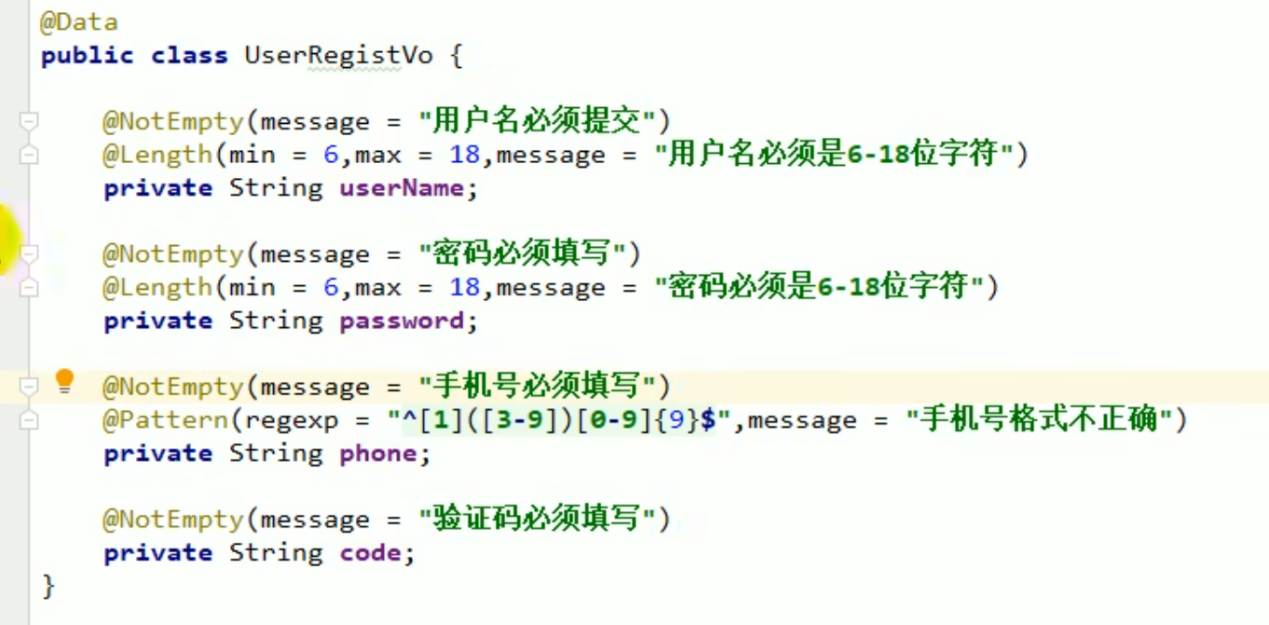 @Data
public class UserRegistVo {
@NotEmpty(message = "用户名必须提交")
@Length(min = 6,max = 18,message = "用户名必须是6-18位字符")
private String userName;
@NotEmpty(message = "密码必须填写")
@Length(min = 6,max = 18,message = "密码必须是6-18位字符")
private String password;
@NotEmpty(message = "手机号必须填写")
@Pattern(regexp = "^[1]([3-9])[0-9]{9}$",message = "手机号格式不正确")
private String phone;
@NotEmpty(message = "验证码必须填写")
private String code;
}